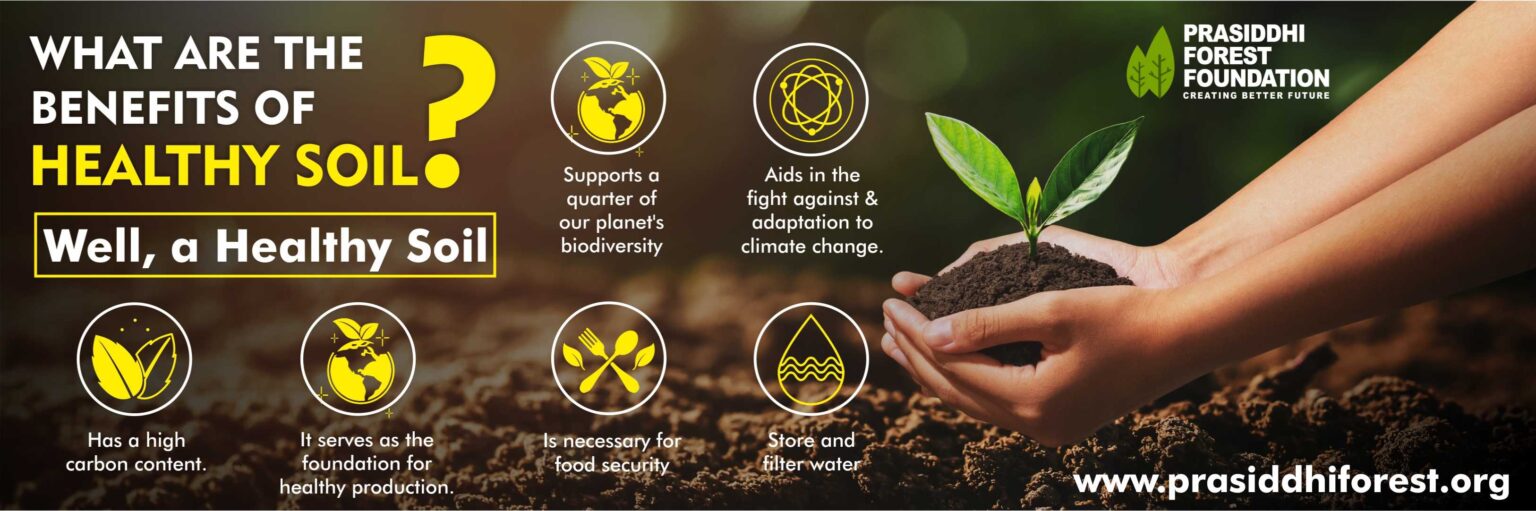 WHAT ARE THE
BENEFITS OF
HEALTHY SOIL?
Well, a Healthy Soil
Supports a
quarter of
our planet's
biodiversity
Aids in the
fight against &
adaptation to
climate change.
PRASIDDHI
FOREST
FOUNDATION
CREATING BETTER FUTURE
Has a high
carbon content.
It serves as the
foundation for
healthy production.
Is necessary for
food security
Store and
filter water
www.prasiddhiforest.org